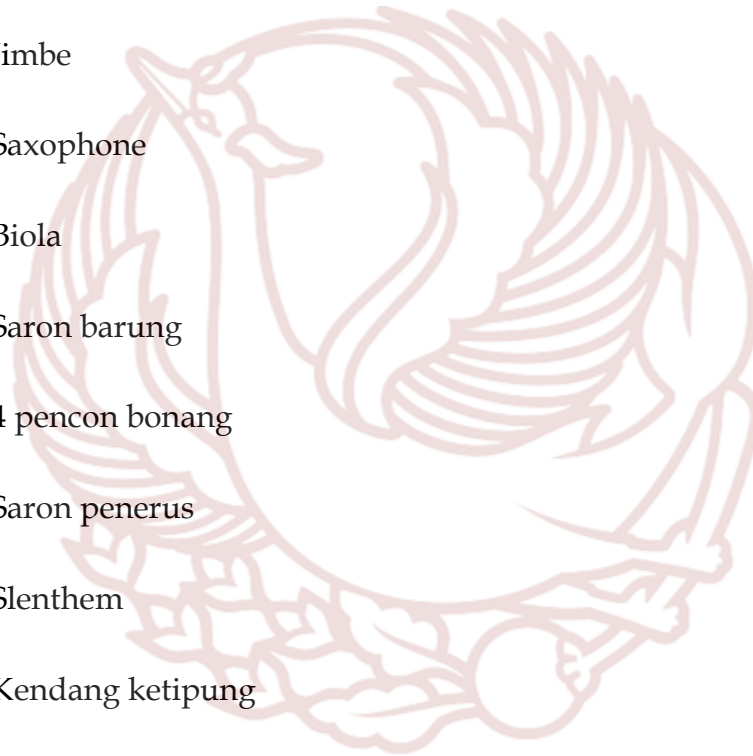 imbe
Saxophone
Biola
Saron barung
4 pencon bonang
Saron penerus
Slenthem
Kendang ketipung